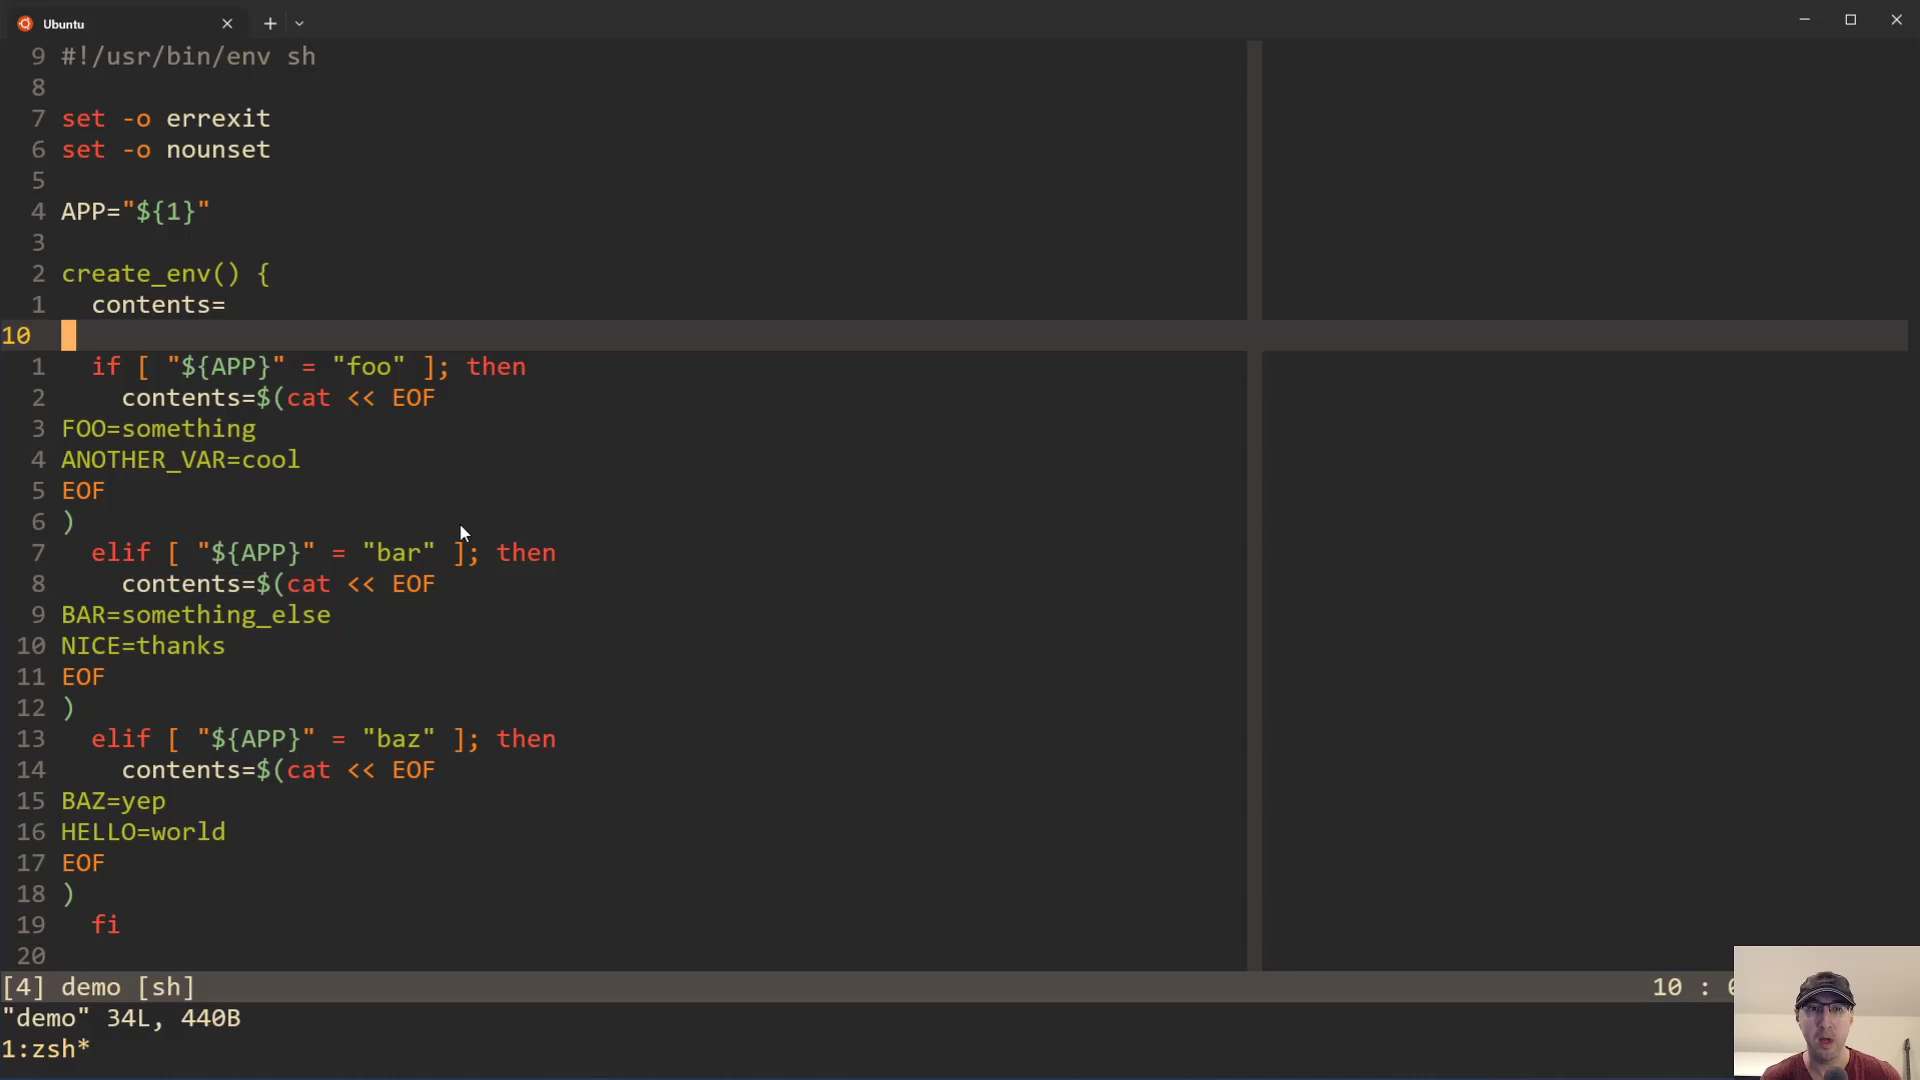 Ubuntu
9 #!/usr/bin/env sh
8
7 set -o errexit
6 set -o nounset
5
4 APP="${1}"
3
2 create_env() {
1   contents=
10
1   if [ "${APP}" = "foo" ]; then
2     contents=$(cat << EOF
3 FOO=something
4 ANOTHER_VAR=cool
5 EOF
6 )
7   elif [ "${APP}" = "bar" ]; then
8     contents=$(cat << EOF
9 BAR=something_else
10 NICE=thanks
11 EOF
12 )
13   elif [ "${APP}" = "baz" ]; then
14     contents=$(cat << EOF
15 BAZ=yep
16 HELLO=world
17 EOF
18 )
19   fi
20
[4] demo [sh] 10 :
"demo" 34L, 440B
1:zsh*